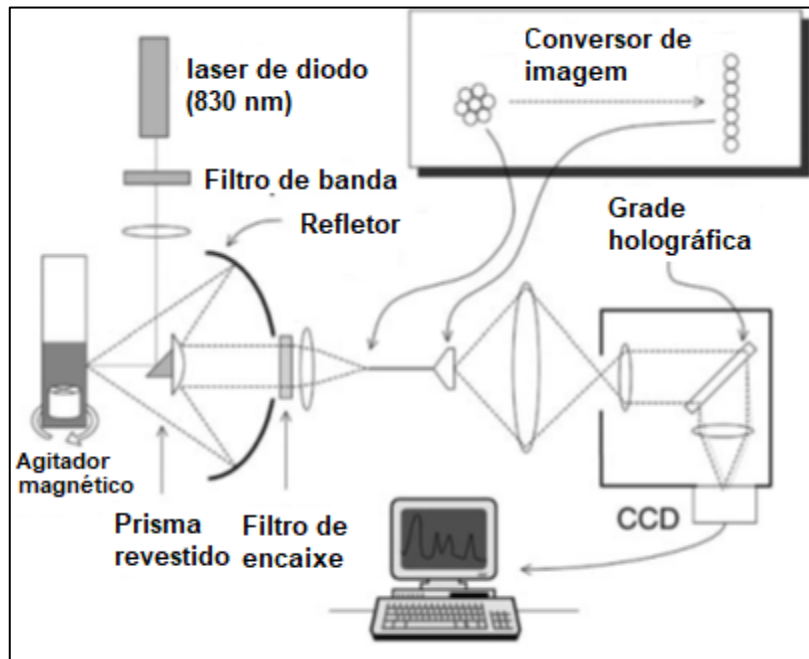 Conversor de
imagem
laser de diodo
(830 nm)
Filtro de banda
Refletor
Grade
holográfica
Agitador
magnético
Prisma
revestido
Filtro de
encaixe
CCD